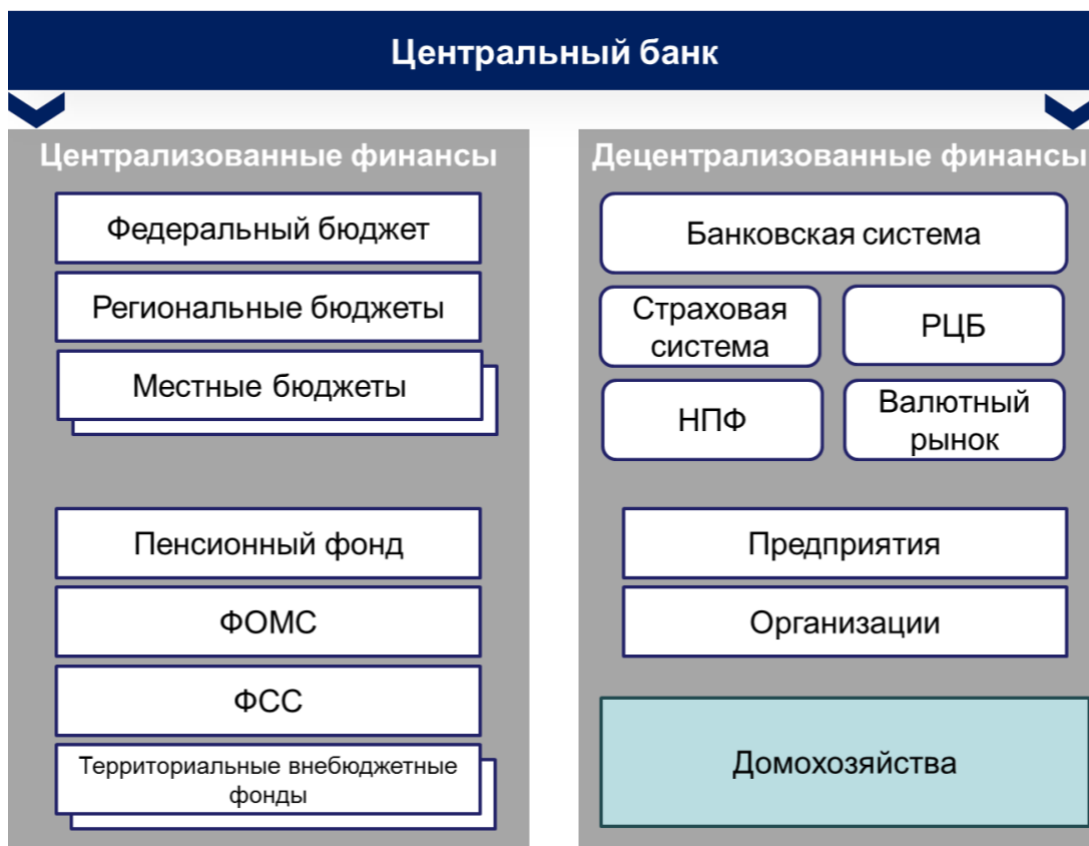 Центральный банк
Централизованные финансы
Федеральный бюджет
Региональные бюджеты
Местные бюджеты
Пенсионный фонд
ФОМС
ФСС
Территориальные внебюджетные
фонды
Децентрализованные финансы
Банковская система
Страховая
система
РЦБ
НПФ
Валютный
рынок
Предприятия
Организации
Домохозяйства